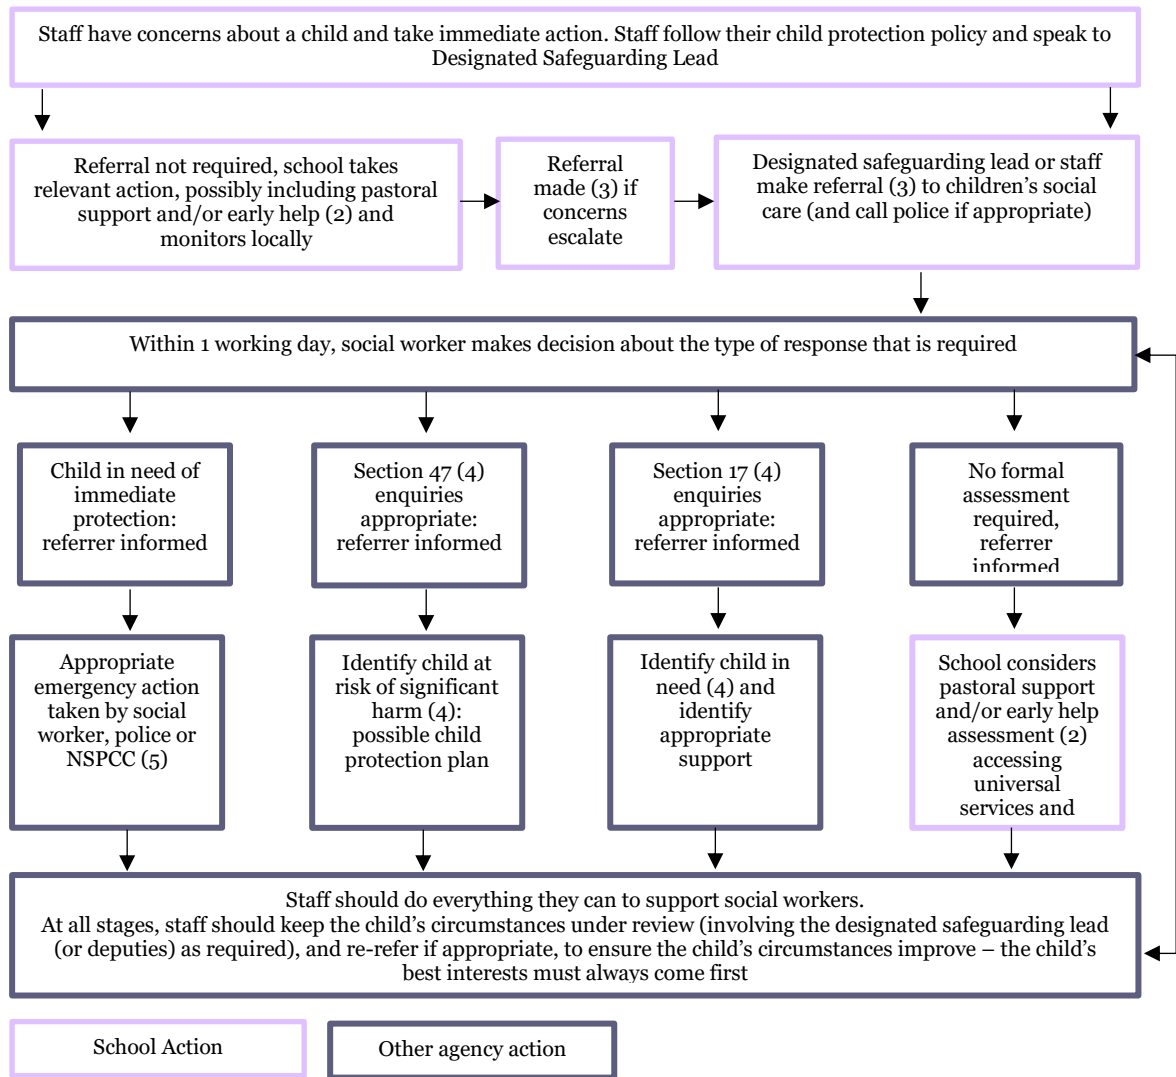 Staff have concerns about a child and take immediate action. Staff follow their child protection policy and speak to
Designated Safeguarding Lead
Referral not required, school takes
relevant action, possibly including pastoral
support and/or early help (2) and
monitors locally
Referral
made (3) if
concerns
escalate
Designated safeguarding lead or staff
make referral (3) to children’s social
care (and call police if appropriate)
Within 1 working day, social worker makes decision about the type of response that is required
Child in need of
immediate
protection:
referrer informed
Section 47 (4)
enquiries
appropriate:
referrer informed
Section 17 (4)
enquiries
appropriate:
referrer informed
No formal
assessment
required,
referrer
informed
Appropriate
emergency action
taken by social
worker, police or
NSPCC (5)
Identify child at
risk of significant
harm (4):
possible child
protection plan
Identify child in
need (4) and
identify
appropriate
support
School considers
pastoral support
and/or early help
assessment (2)
accessing
universal
services and
Staff should do everything they can to support social workers.
At all stages, staff should keep the child’s circumstances under review (involving the designated safeguarding lead
(or deputies) as required), and re-refer if appropriate, to ensure the child’s circumstances improve – the child’s
best interests must always come first
School Action
Other agency action